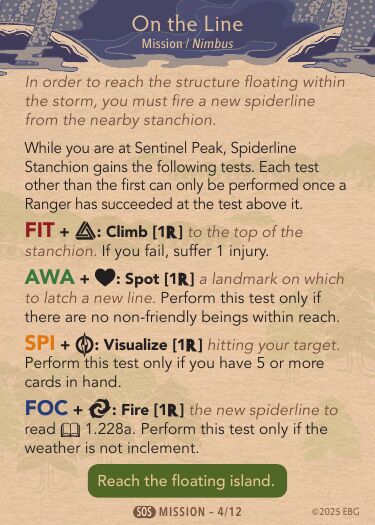 On the Line
Mission / Nimbus
In order to reach the structure floating within
the storm, you must fire a new spiderline
from the nearby stanchion.
While you are at Sentinel Peak, Spiderline
Stanchion gains the following tests. Each test
other than the first can only be performed once a
Ranger has succeeded at the test above it.
FIT + : Climb [1R] to the top of the
stanchion. If you fail, suffer 1 injury.
AWA + : Spot [1R] a landmark on which
to latch a new line. Perform this test only if
there are no non-friendly beings within reach.
SPI + : Visualize [1R] hitting your target.
Perform this test only if you have 5 or more
cards in hand.
FOC + : Fire [1R] the new spiderline to
read 1.228a. Perform this test only if the
weather is not inclement.
Reach the floating island.
SOS MISSION – 4/12
©2025 EBG